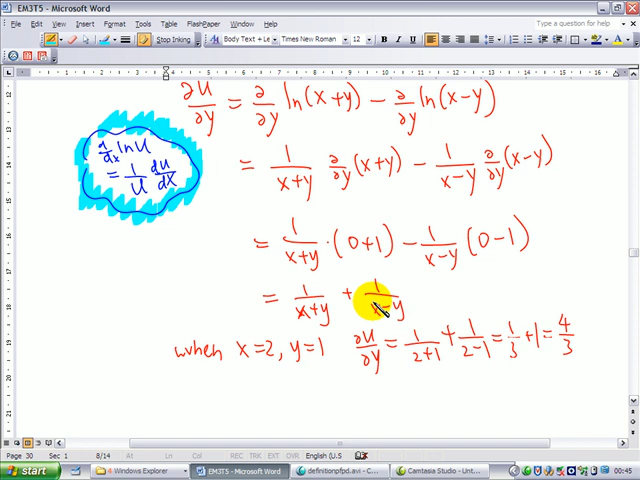 EM3T5 - Microsoft Word
File Edit View Insert Format Tools Table FlashPaper Window Help Type a question for help
Stop Inking Body Text + Le Times New Roman 12 B I U
∂U/∂y = ∂/∂y ln(x+y) − ∂/∂y ln(x−y)
d/dx ln U
= 1/U dU/dx
= 1/(x+y) ∂/∂y (x+y) − 1/(x−y) ∂/∂y (x−y)
= 1/(x+y) · (0+1) − 1/(x−y) (0−1)
= 1/(x+y) + 1/(x−y)
when x=2, y=1 ∂U/∂y = 1/(2+1) + 1/(2−1) = 1/3 + 1 = 4/3
Page 30 Sec 1 8/14 REC TRK EXT OVR English (U.S
start 4 Windows Explorer EM3T5 - Microsoft W... definitionpfpd.avi - ... Camtasia Studio - Unt... 00:45